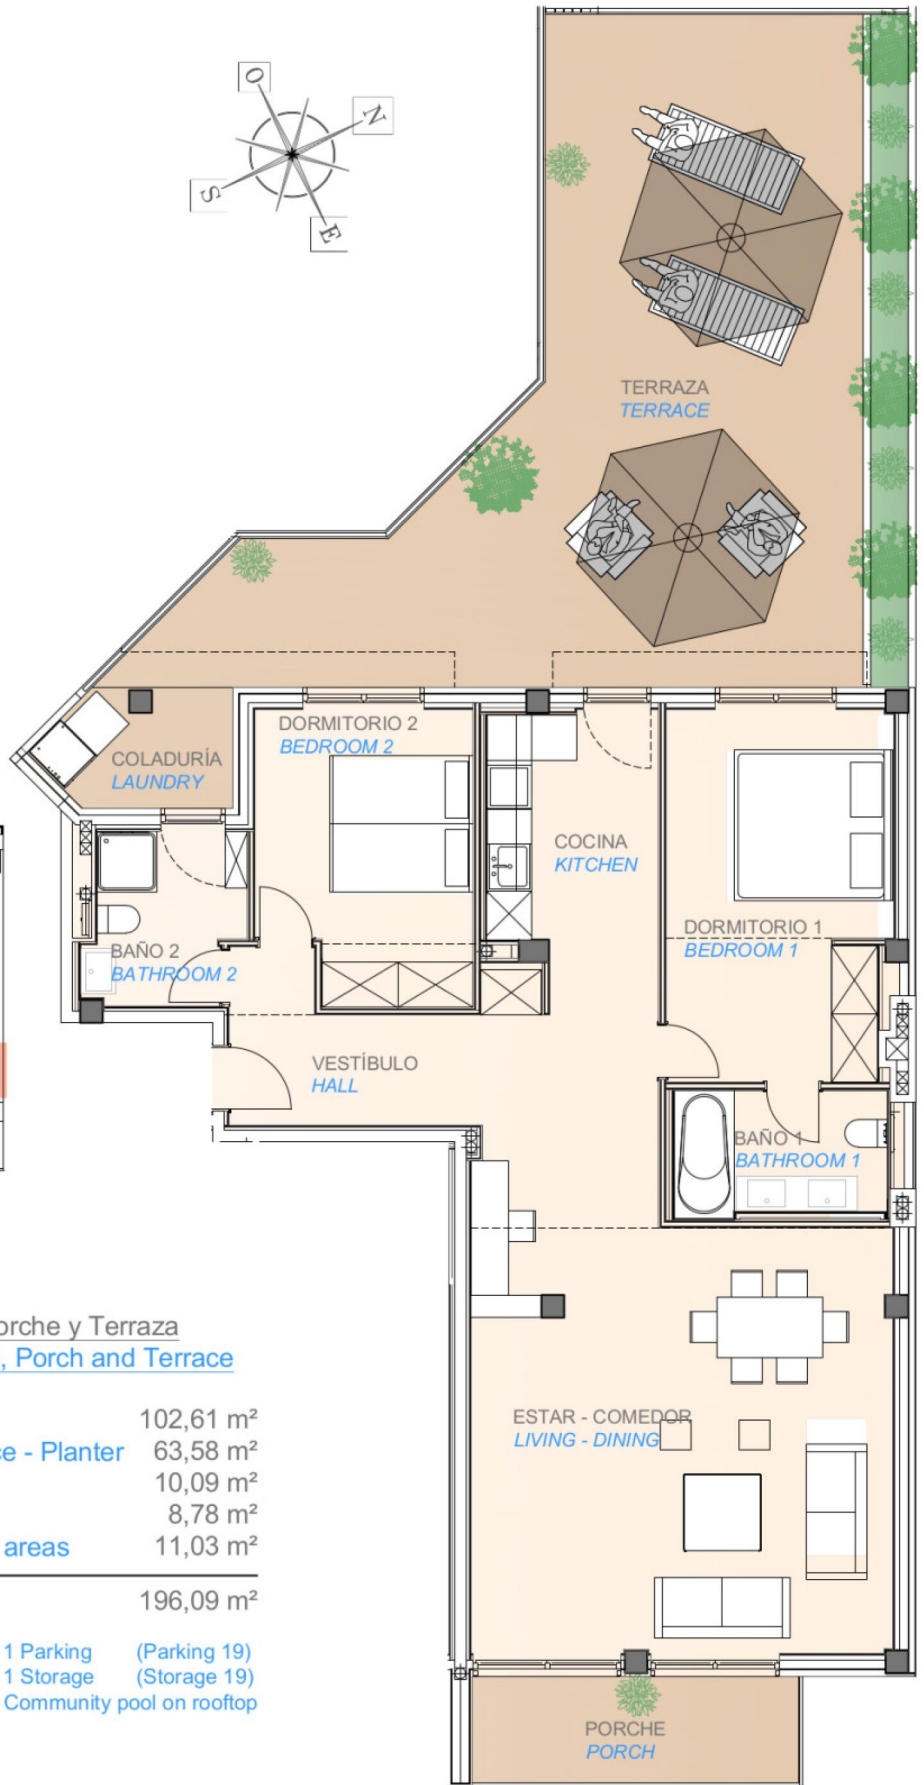 O
N
S
E
TERRAZA
TERRACE
DORMITORIO 2
BEDROOM 2
COLADURÍA
LAUNDRY
COCINA
KITCHEN
DORMITORIO 1
BEDROOM 1
BAÑO 2
BATHROOM 2
VESTÍBULO
HALL
BAÑO 1
BATHROOM 1
orche y Terraza
, Porch and Terrace
102,61 m²
ce - Planter 63,58 m²
10,09 m²
8,78 m²
areas 11,03 m²
196,09 m²
1 Parking (Parking 19)
1 Storage (Storage 19)
Community pool on rooftop
ESTAR - COMEDOR
LIVING - DINING
PORCHE
PORCH